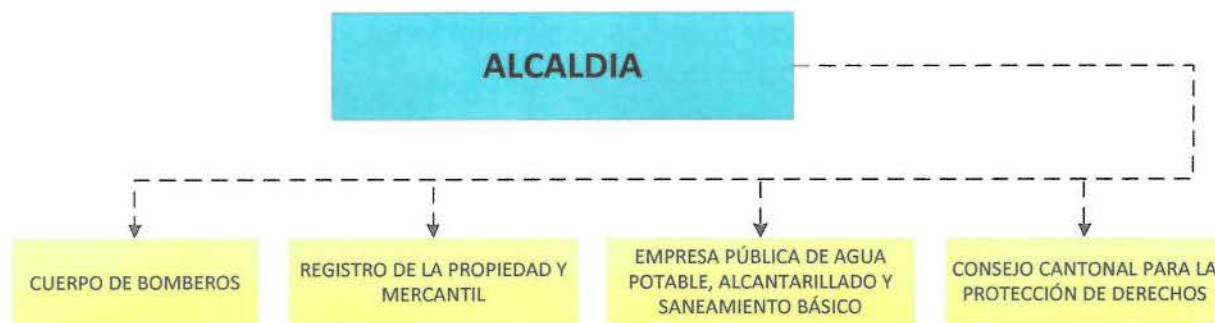 ALCALDIA
CUERPO DE BOMBEROS
REGISTRO DE LA PROPIEDAD Y
MERCANTIL
EMPRESA PÚBLICA DE AGUA
POTABLE, ALCANTARILLADO Y
SANEAMIENTO BÁSICO
CONSEJO CANTONAL PARA LA
PROTECCIÓN DE DERECHOS